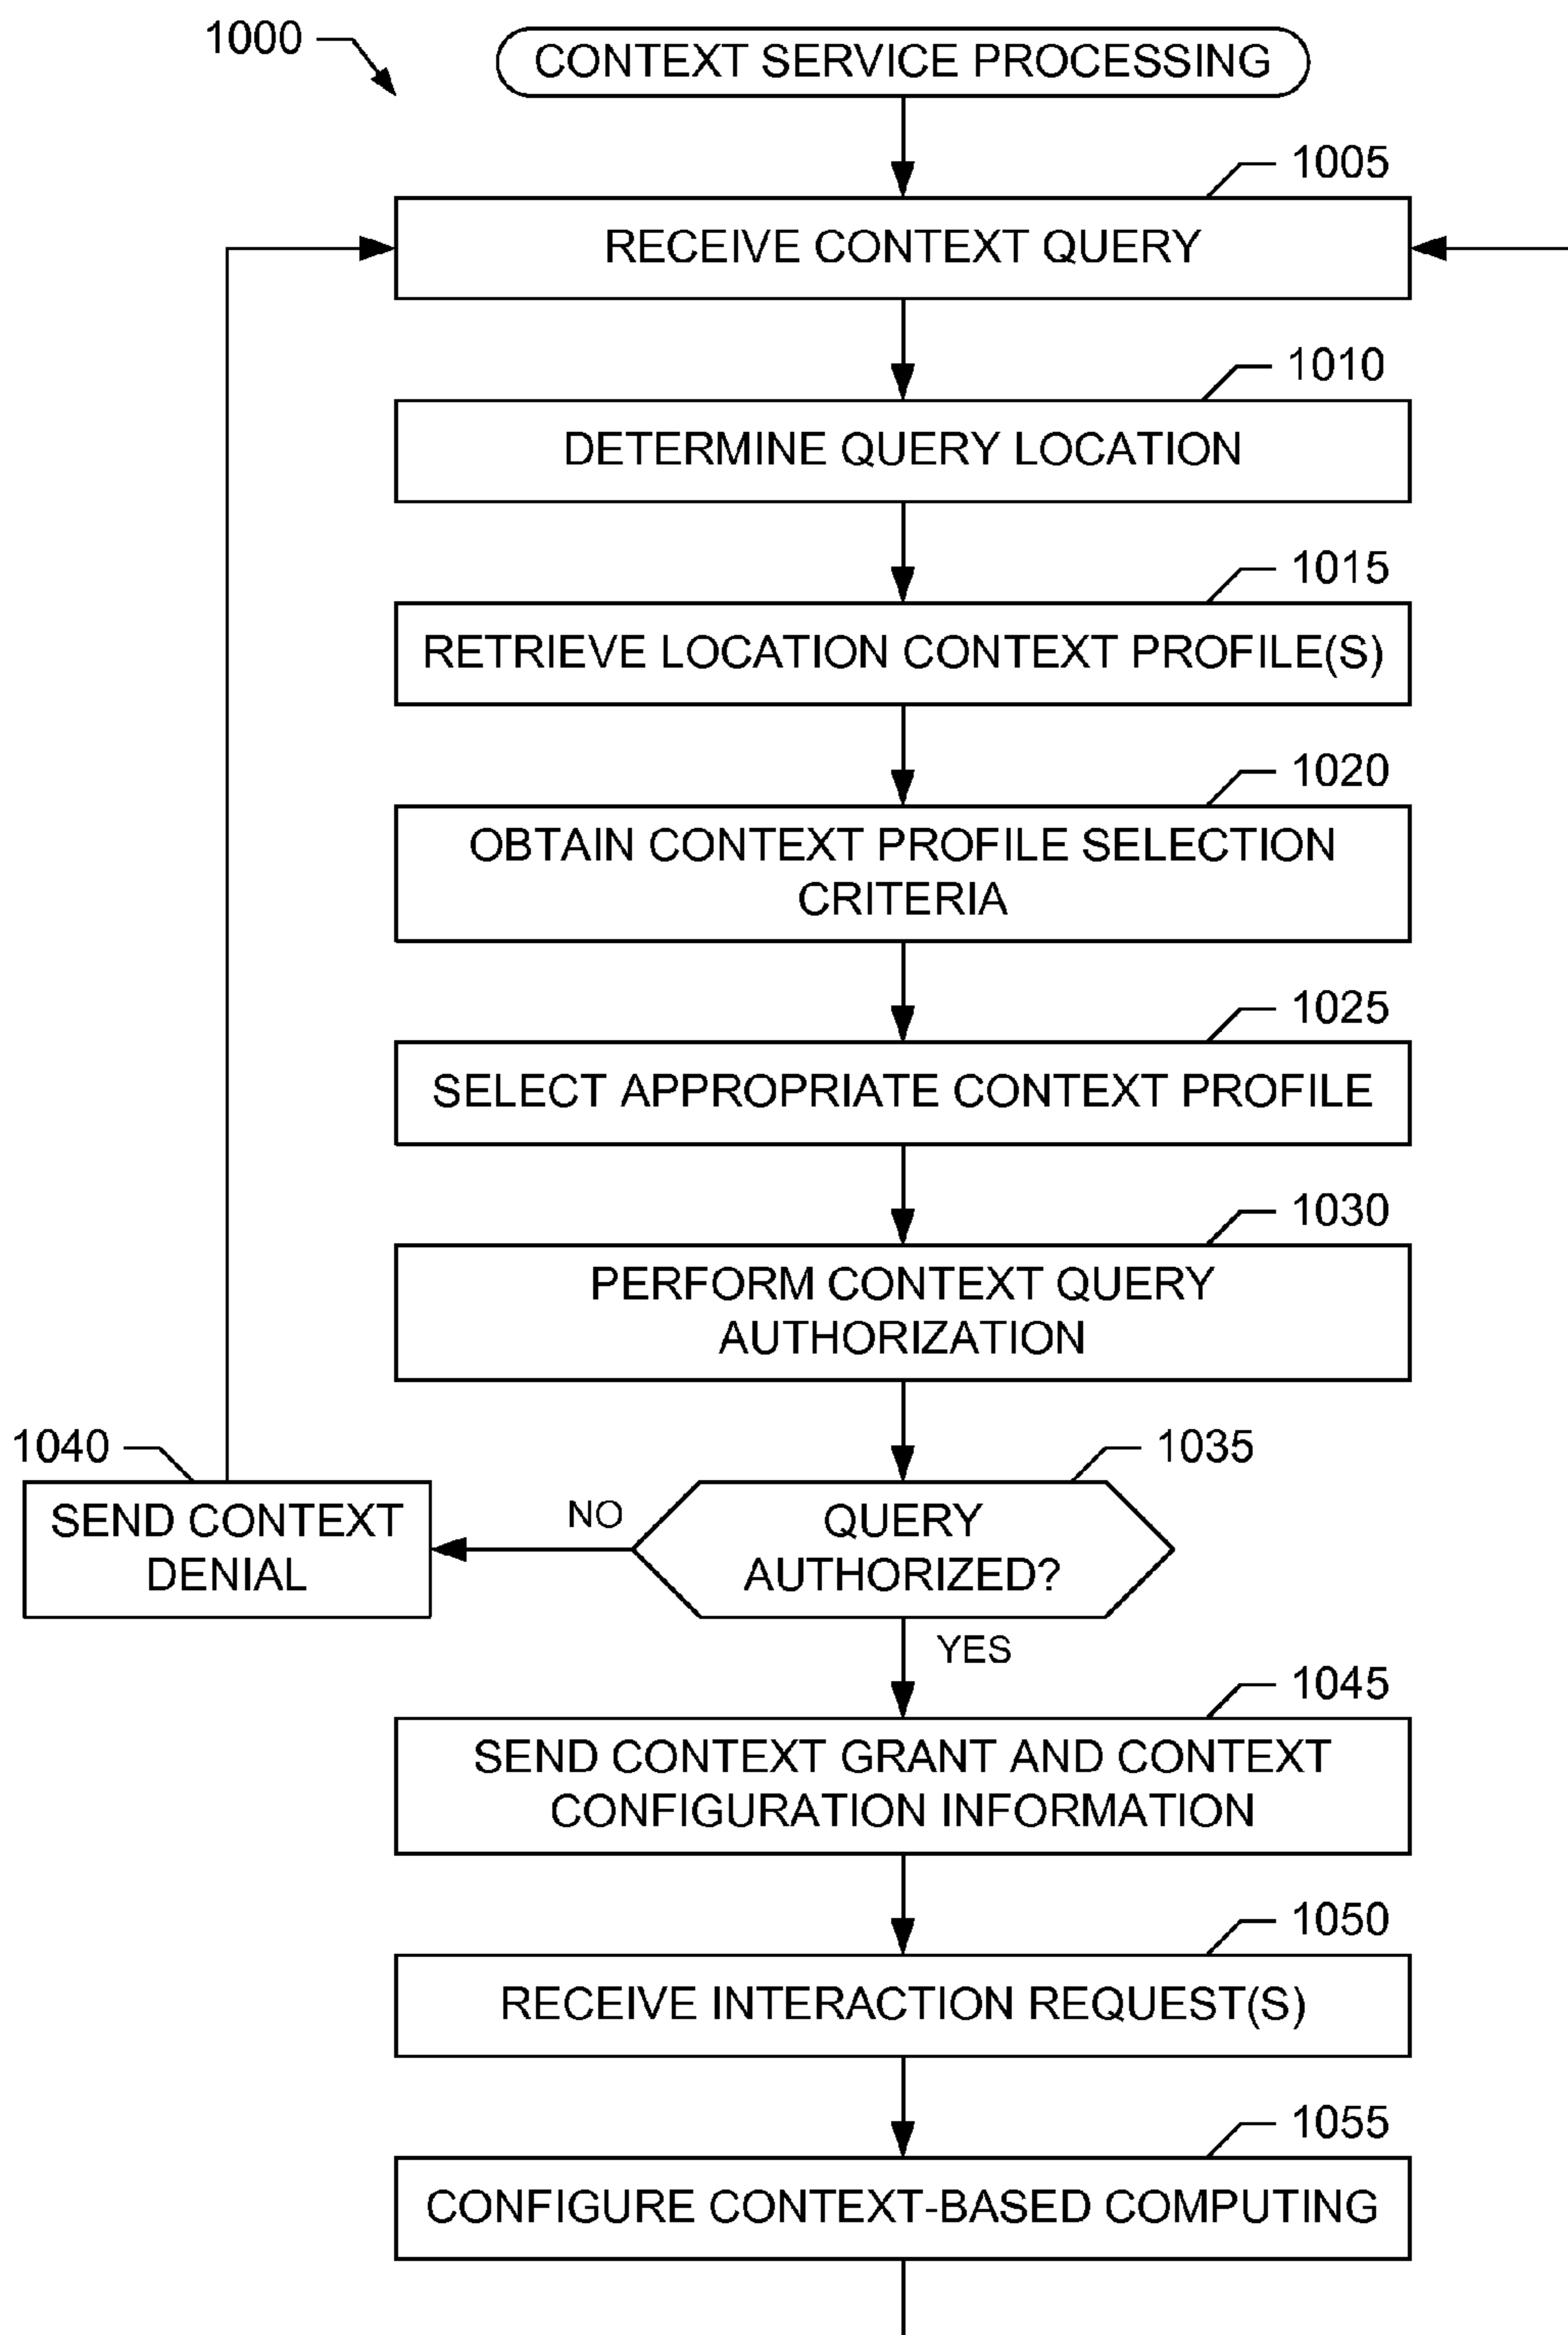 1000
CONTEXT SERVICE PROCESSING
1005
RECEIVE CONTEXT QUERY
1010
DETERMINE QUERY LOCATION
1015
RETRIEVE LOCATION CONTEXT PROFILE(S)
1020
OBTAIN CONTEXT PROFILE SELECTION
CRITERIA
1025
SELECT APPROPRIATE CONTEXT PROFILE
1030
PERFORM CONTEXT QUERY
AUTHORIZATION
1040
SEND CONTEXT
DENIAL
NO
1035
QUERY
AUTHORIZED?
YES
1045
SEND CONTEXT GRANT AND CONTEXT
CONFIGURATION INFORMATION
1050
RECEIVE INTERACTION REQUEST(S)
1055
CONFIGURE CONTEXT-BASED COMPUTING